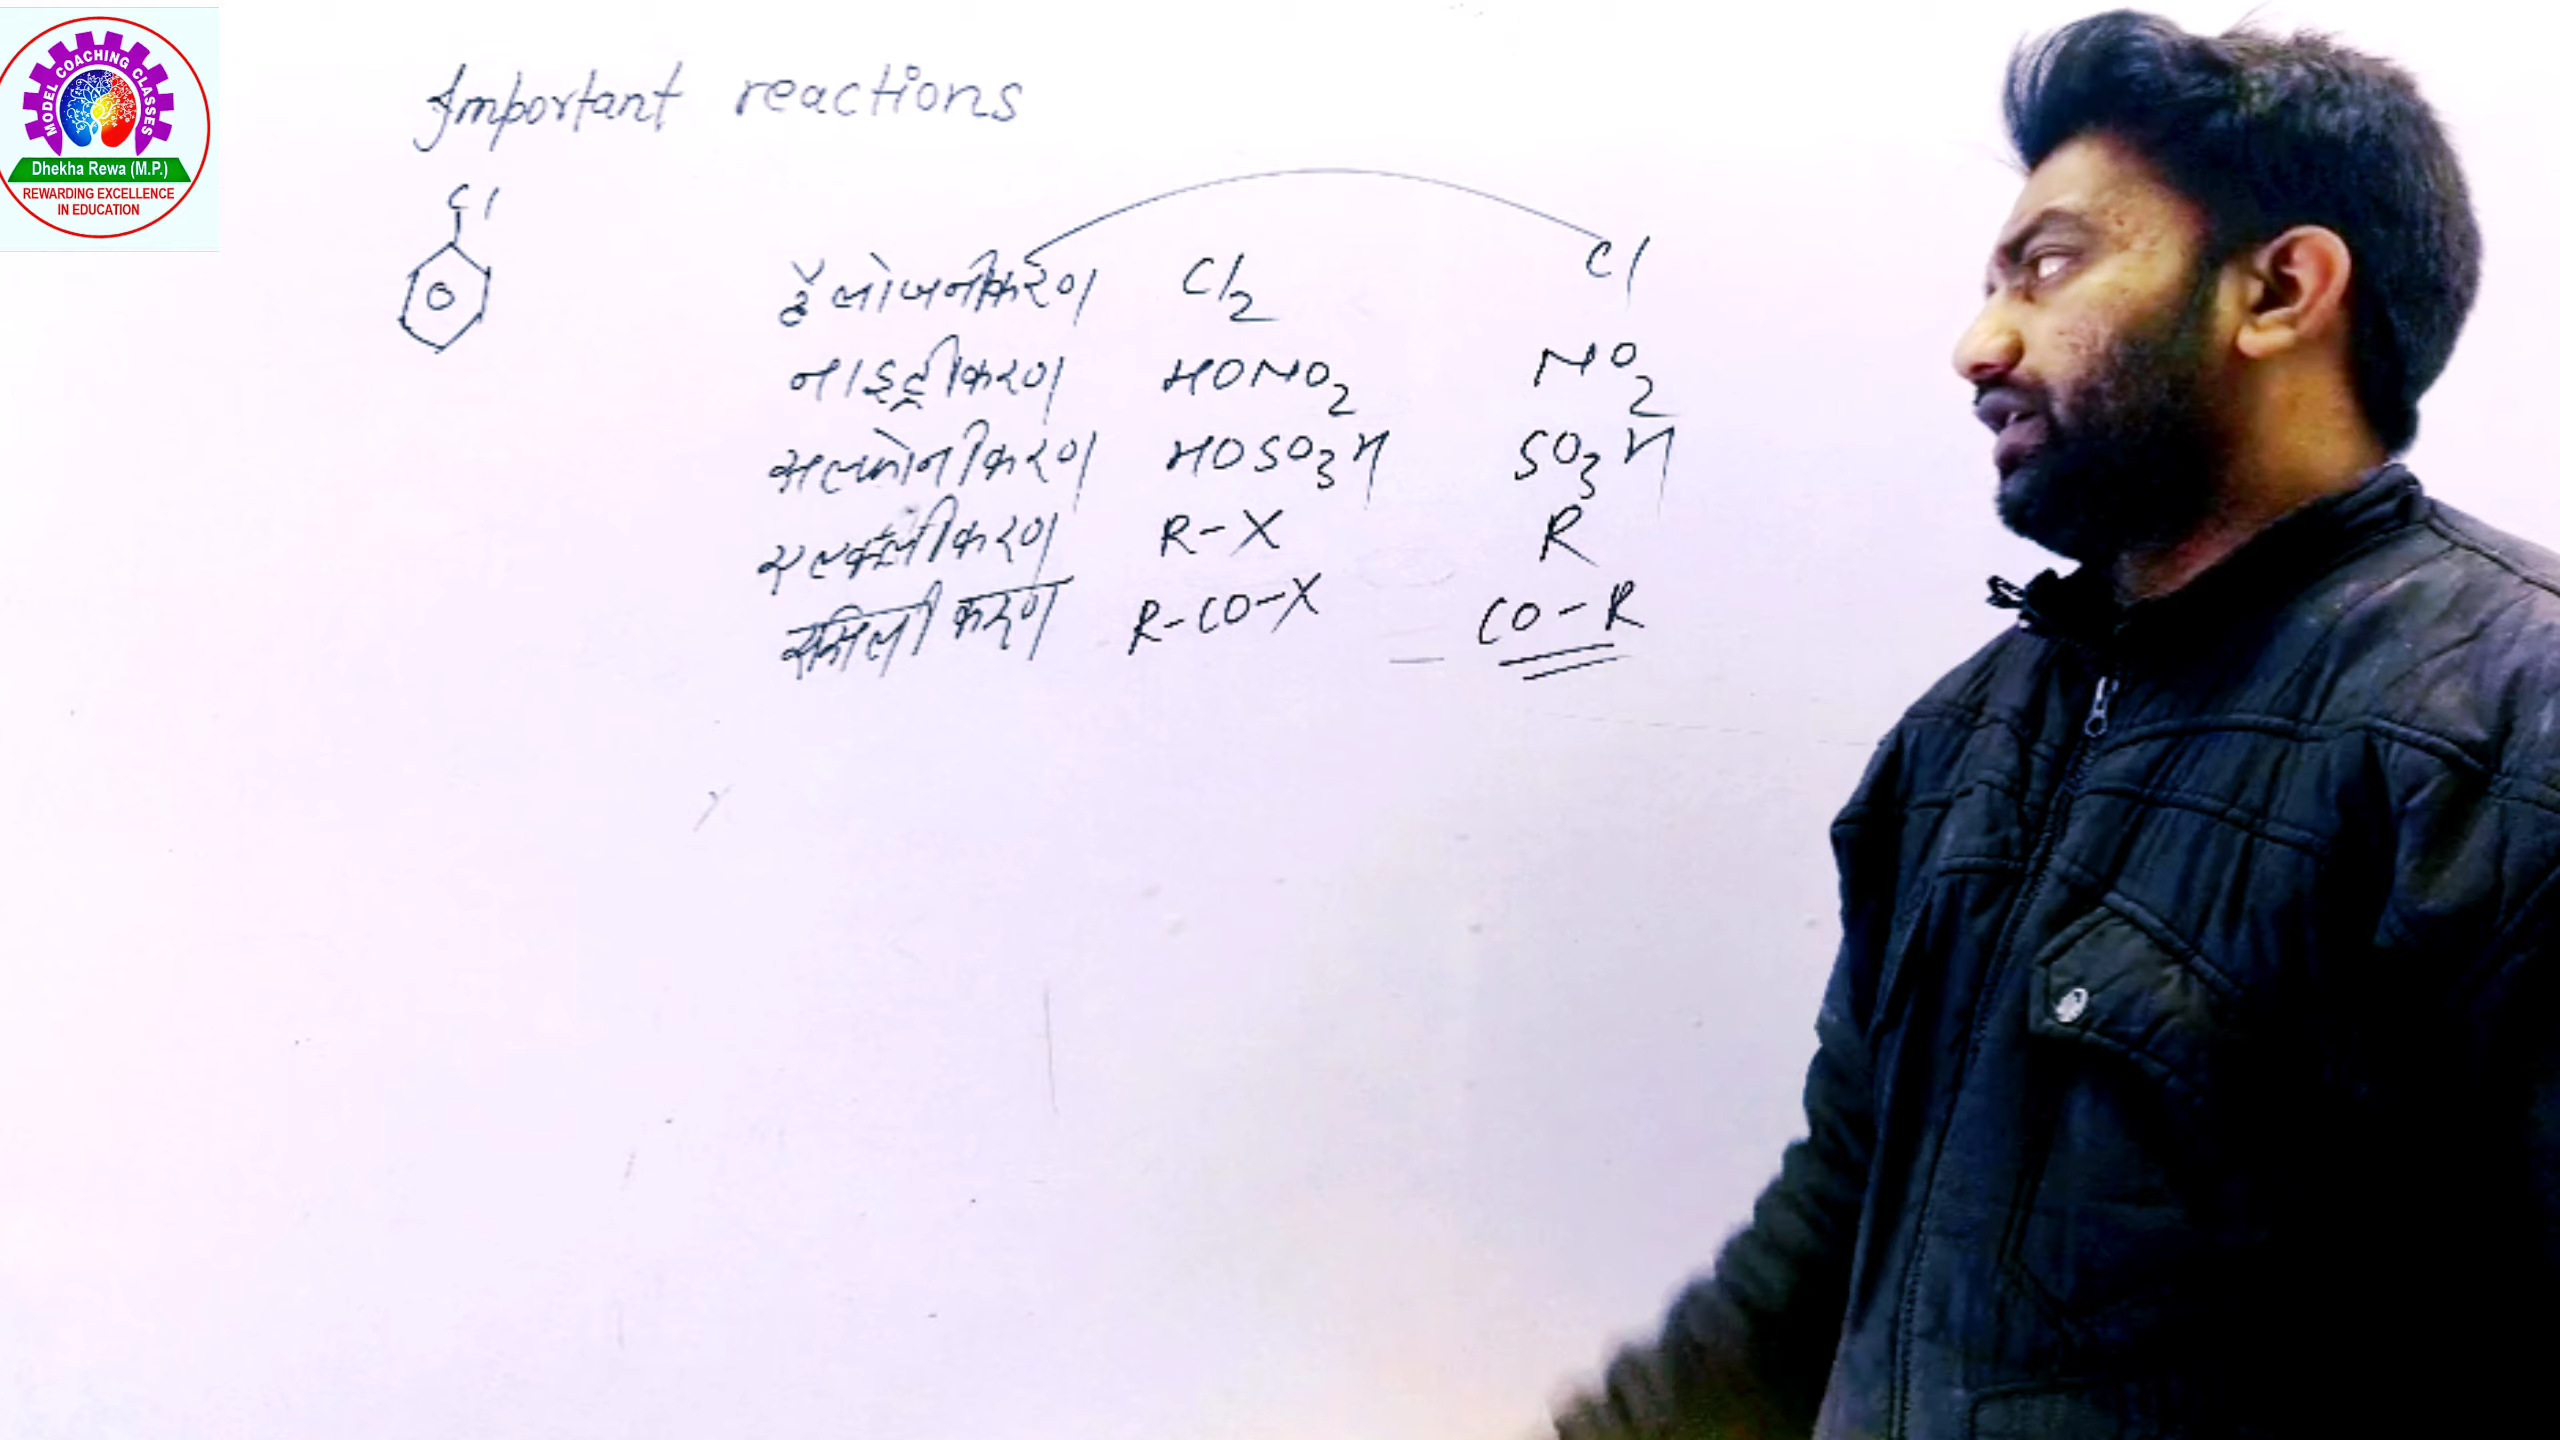 MODEL COACHING CLASSES
Dhekha Rewa (M.P.)
REWARDING EXCELLENCE
IN EDUCATION
Important reactions
Cl
हैलोजनीकरण Cl2 Cl
नाइट्रीकरण HONO2 NO2
सल्फोनीकरण HOSO3H SO3H
एल्कलीकरण R-X R
एसिलीकरण R-CO-X CO-R